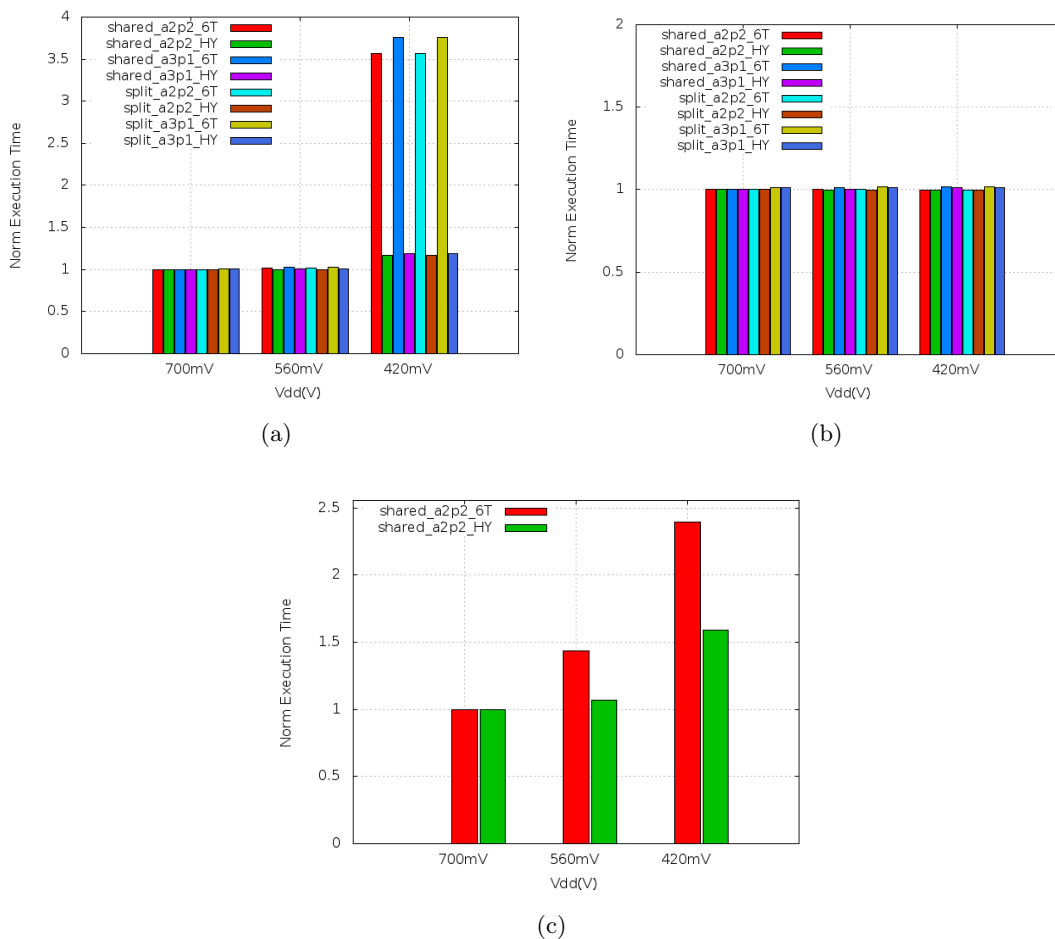 4
3.5
3
2.5
2
1.5
1
0.5
0
Norm Execution Time
shared_a2p2_6T
shared_a2p2_HY
shared_a3p1_6T
shared_a3p1_HY
split_a2p2_6T
split_a2p2_HY
split_a3p1_6T
split_a3p1_HY
700mV 560mV 420mV
Vdd(V)
(a)
2
1.5
1
0.5
0
Norm Execution Time
shared_a2p2_6T
shared_a2p2_HY
shared_a3p1_6T
shared_a3p1_HY
split_a2p2_6T
split_a2p2_HY
split_a3p1_6T
split_a3p1_HY
700mV 560mV 420mV
Vdd(V)
(b)
2.5
2
1.5
1
0.5
0
Norm Execution Time
shared_a2p2_6T
shared_a2p2_HY
700mV 560mV 420mV
Vdd(V)
(c)